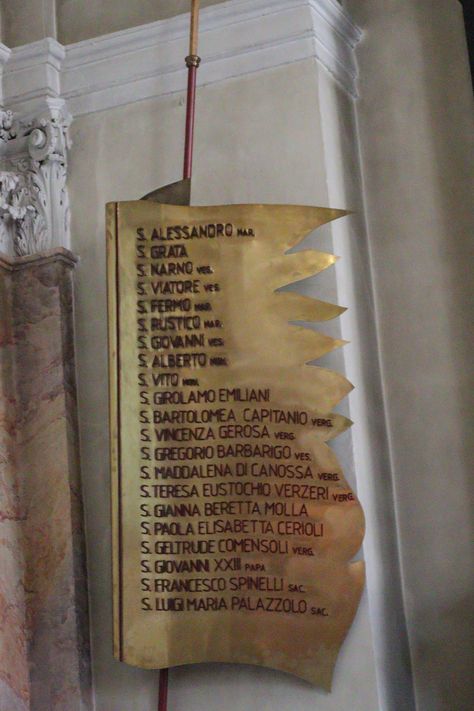 S. ALESSANDRO MAR.
S. GRATA
S. NARNO VES.
S. VIATORE VES.
S. FERMO MAR.
S. RUSTICO MAR.
S. GIOVANNI VES.
S. ALBERTO MON.
S. VITO MON.
S. GIROLAMO EMILIANI
S. BARTOLOMEA CAPITANIO VERG.
S. VINCENZA GEROSA VERG.
S. GREGORIO BARBARIGO VES.
S. MADDALENA DI CANOSSA VERG.
S. TERESA EUSTOCHIO VERZERI VERG.
S. GIANNA BERETTA MOLLA
S. PAOLA ELISABETTA CERIOLI
S. GELTRUDE COMENSOLI VERG.
S. GIOVANNI XXIII PAPA
S. FRANCESCO SPINELLI SAC.
S. LUIGI MARIA PALAZZOLO SAC.